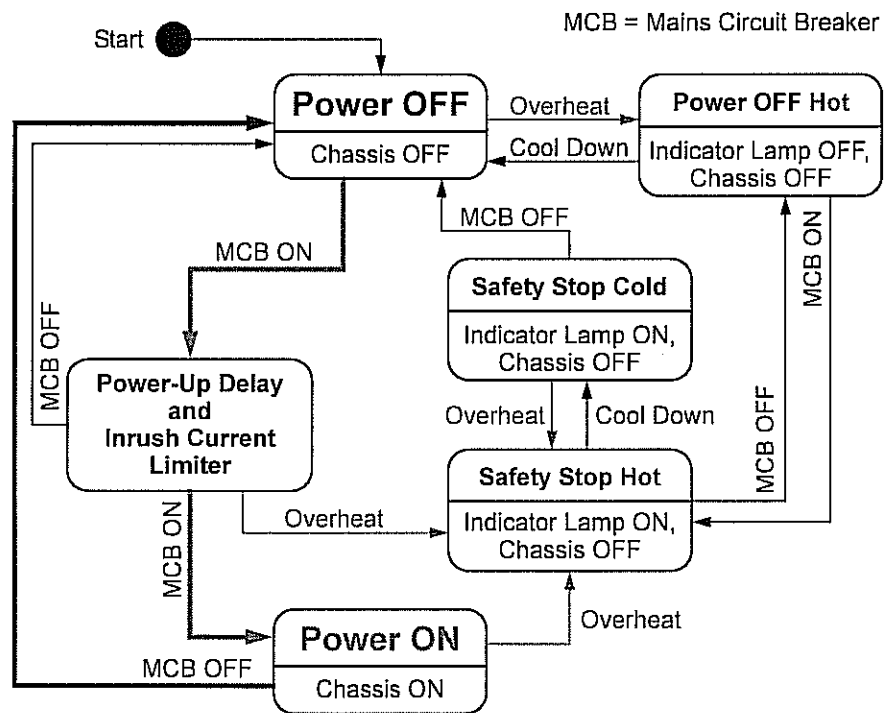 MCB = Mains Circuit Breaker
Start
Power OFF
Chassis OFF
Overheat
Cool Down
Power OFF Hot
Indicator Lamp OFF,
Chassis OFF
MCB ON
MCB OFF
MCB ON
Safety Stop Cold
Indicator Lamp ON,
Chassis OFF
MCB OFF
Power-Up Delay
and
Inrush Current
Limiter
Overheat
Cool Down
MCB OFF
Safety Stop Hot
Indicator Lamp ON,
Chassis OFF
Overheat
MCB ON
Overheat
Power ON
Chassis ON
MCB OFF